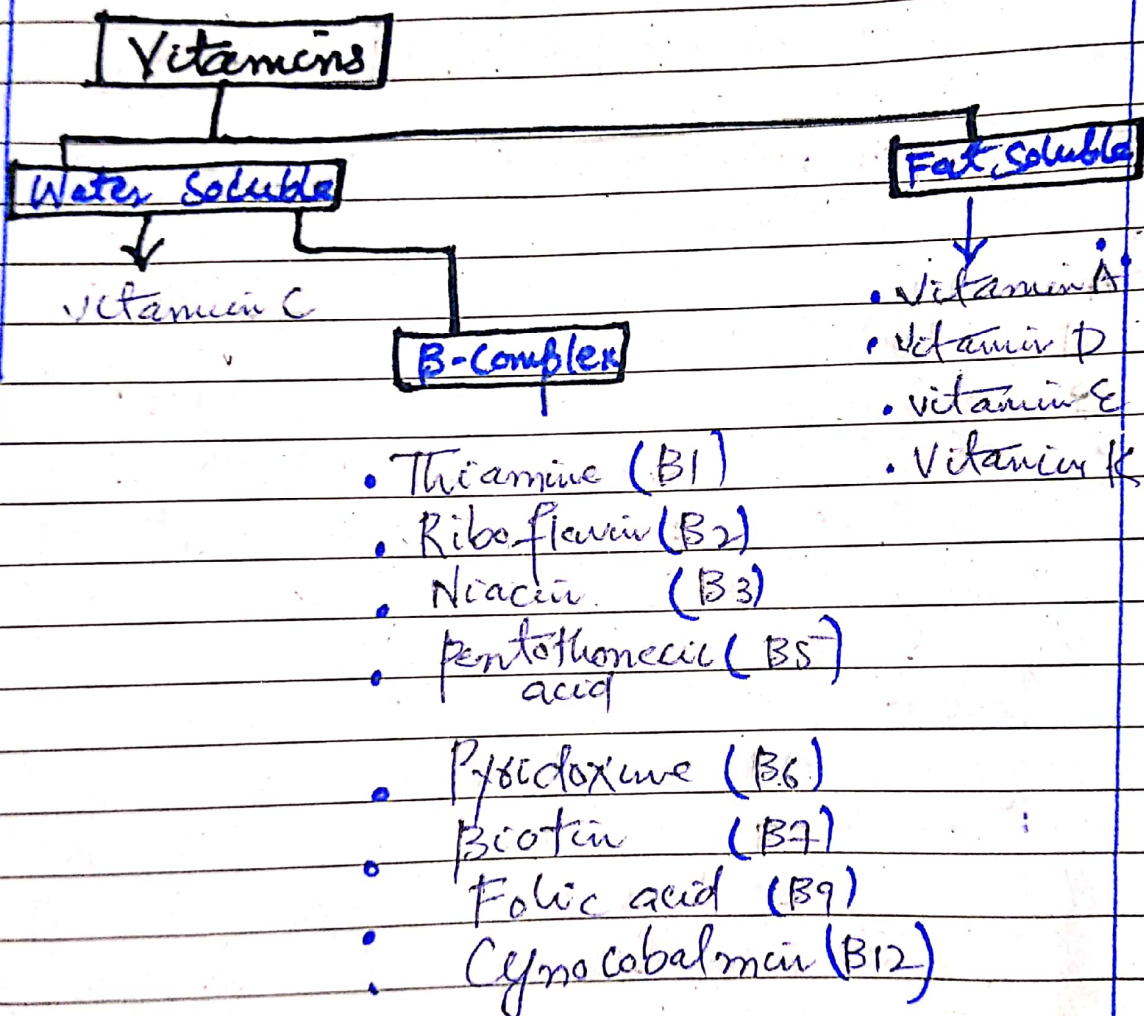 Vitamins
Water Soluble
Fat Soluble
vitamin C
B-Complex
• Vitamin A
• Vitamin D
• vitamin E
• Vitamin K
• Thiamine (B1)
• Riboflavin (B2)
• Niacin (B3)
• Pentothonecic (B5)
acid
• Pyridoxine (B6)
• Biotin (B7)
• Folic acid (B9)
• Cynocobalmin (B12)